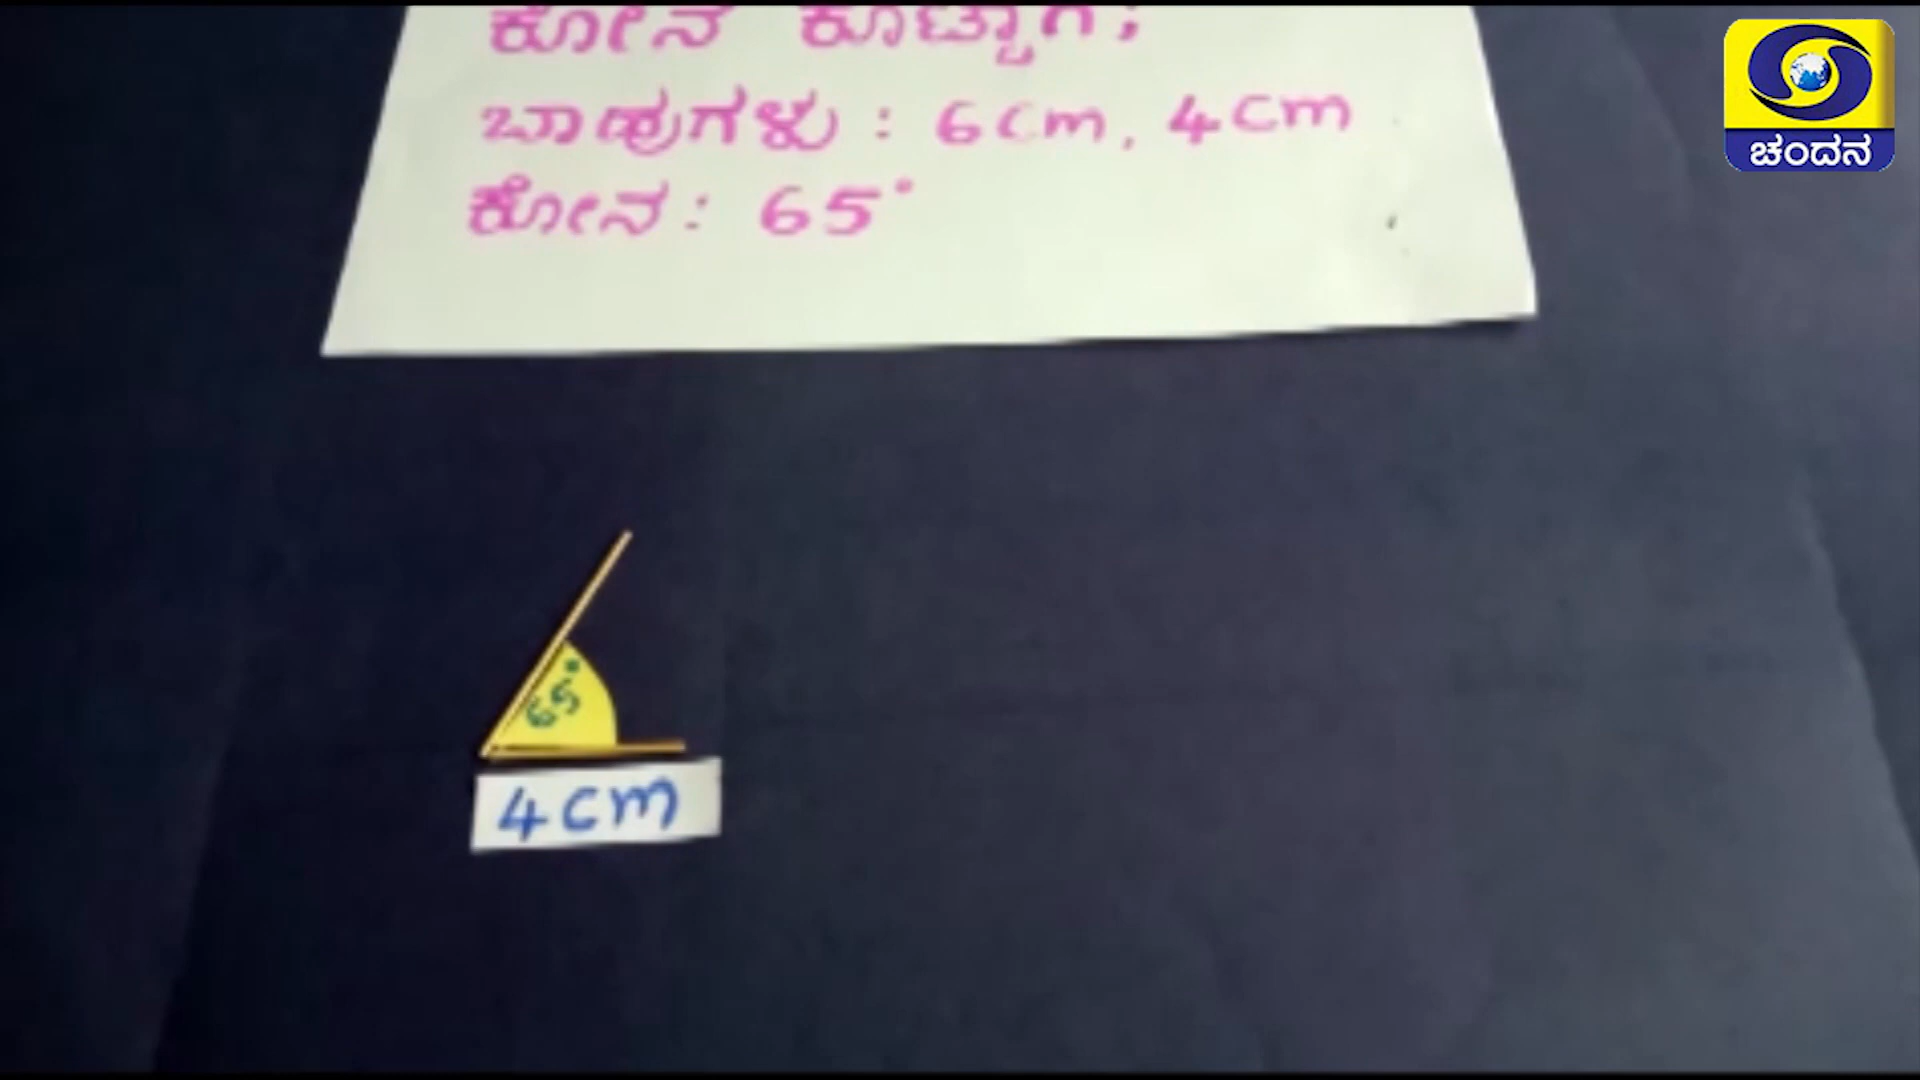 ಕೋನ ಕೊಟ್ಟಾಗ;
ಬಾಹುಗಳು : 6cm, 4cm
ಕೋನ: 65°
65°
4cm
ಚಂದನ